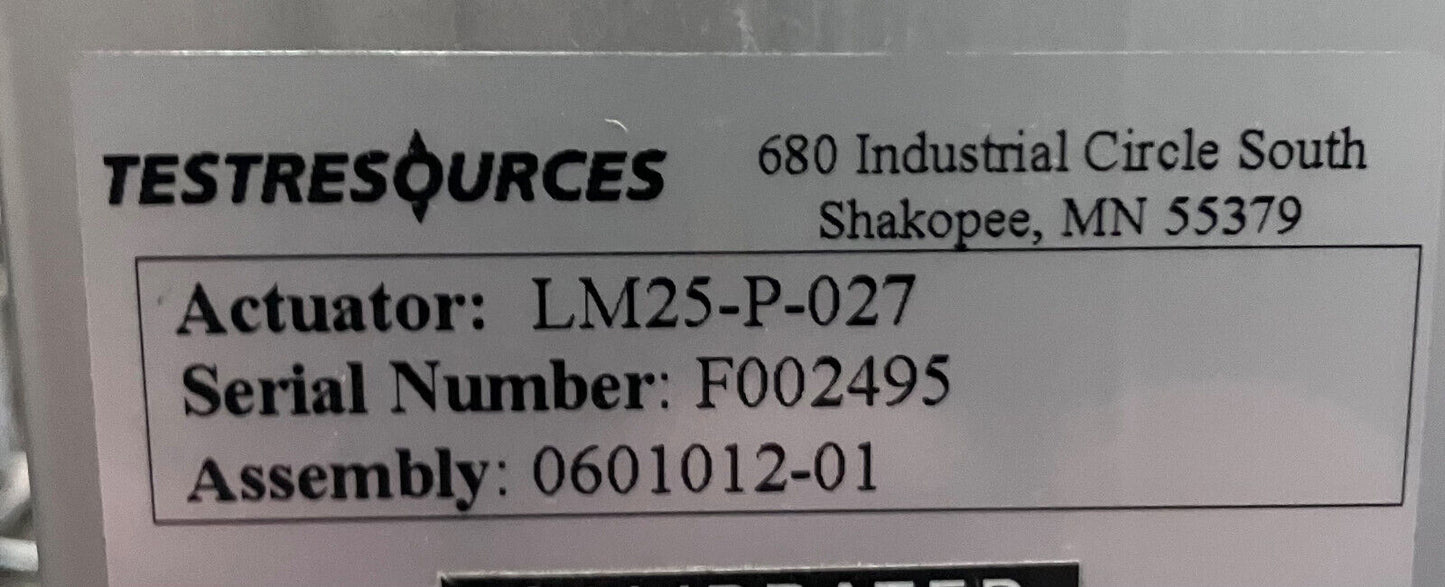 TESTRESOURCES
680 Industrial Circle South
Shakopee, MN 55379
Actuator: LM25-P-027
Serial Number: F002495
Assembly: 0601012-01